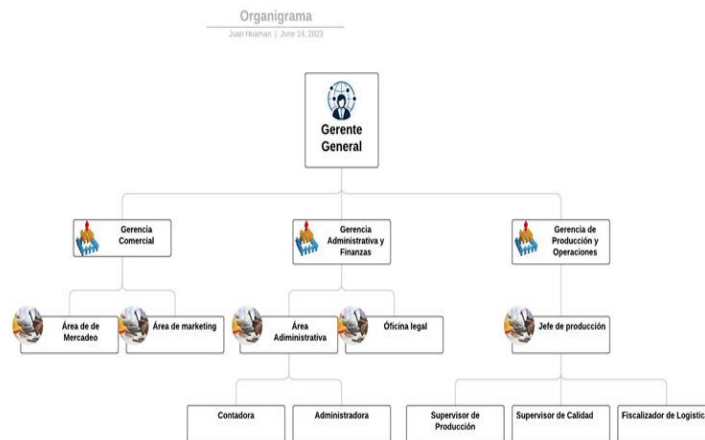 Organigrama
Juan Huaman | June 14, 2023
Gerente
General
Gerencia
Comercial
Gerencia
Administrativa y
Finanzas
Gerencia de
Producción y
Operaciones
Área de de
Mercadeo
Área de marketing
Área
Adiministrativa
Óficina legal
Jefe de producción
Contadora
Administradora
Supervisor de
Producción
Supervisor de Calidad
Fiscalizador de Logistic